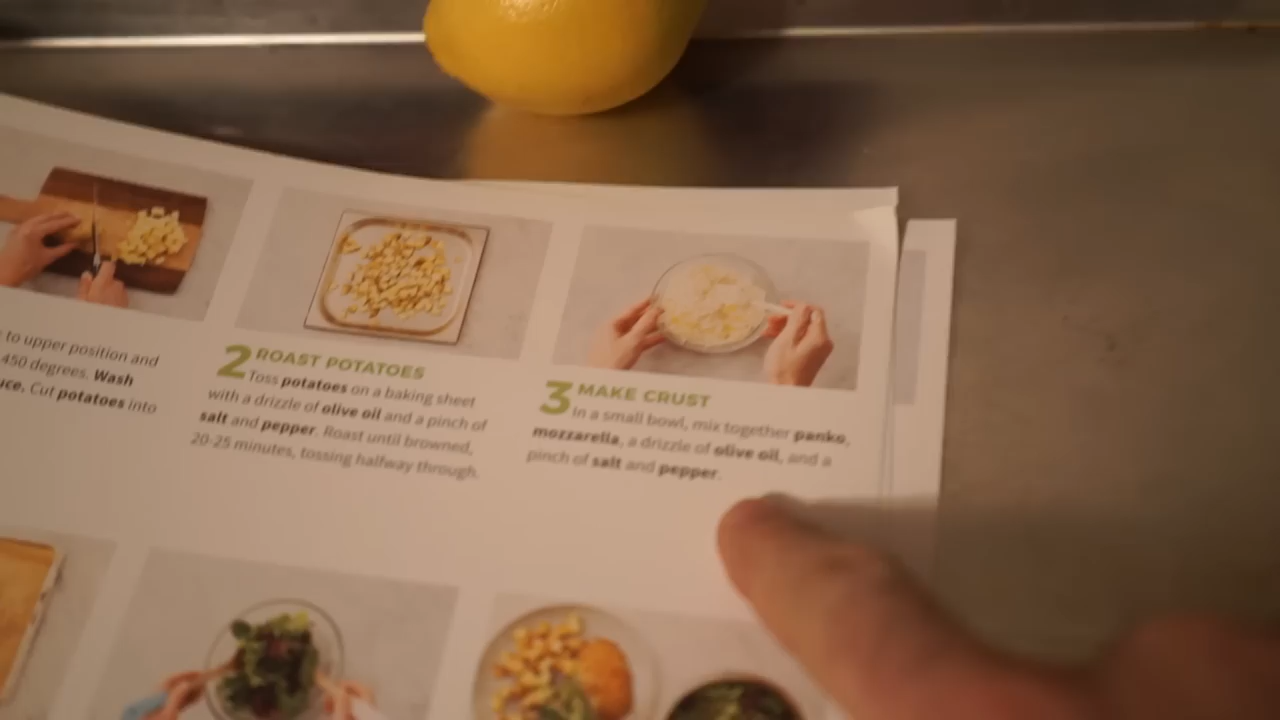 to upper position and
450 degrees. Wash
uce. Cut potatoes into
2 ROAST POTATOES
Toss potatoes on a baking sheet
with a drizzle of olive oil and a pinch of
salt and pepper. Roast until browned,
20-25 minutes, tossing halfway through.
3 MAKE CRUST
In a small bowl, mix together panko,
mozzarella, a drizzle of olive oil, and a
pinch of salt and pepper.